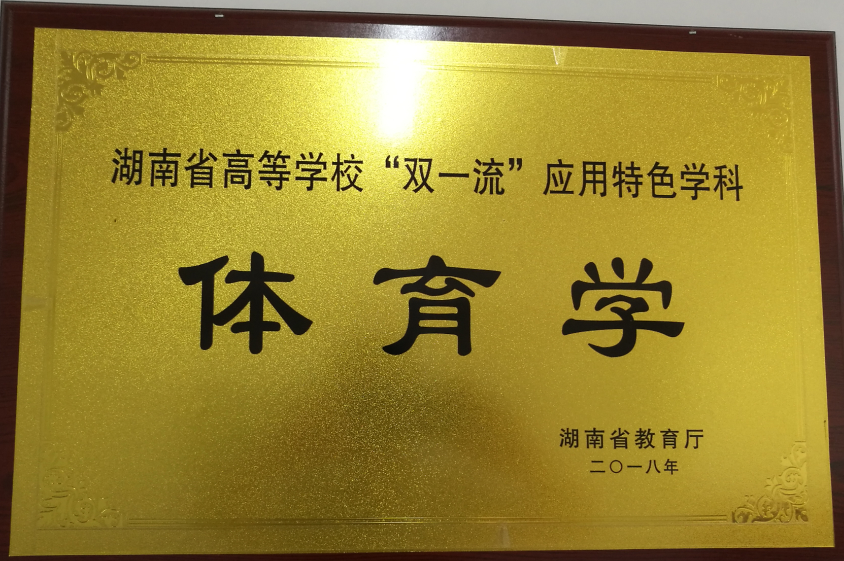 湖南省高等学校“双一流”应用特色学科
体育学
湖南省教育厅
二〇一八年